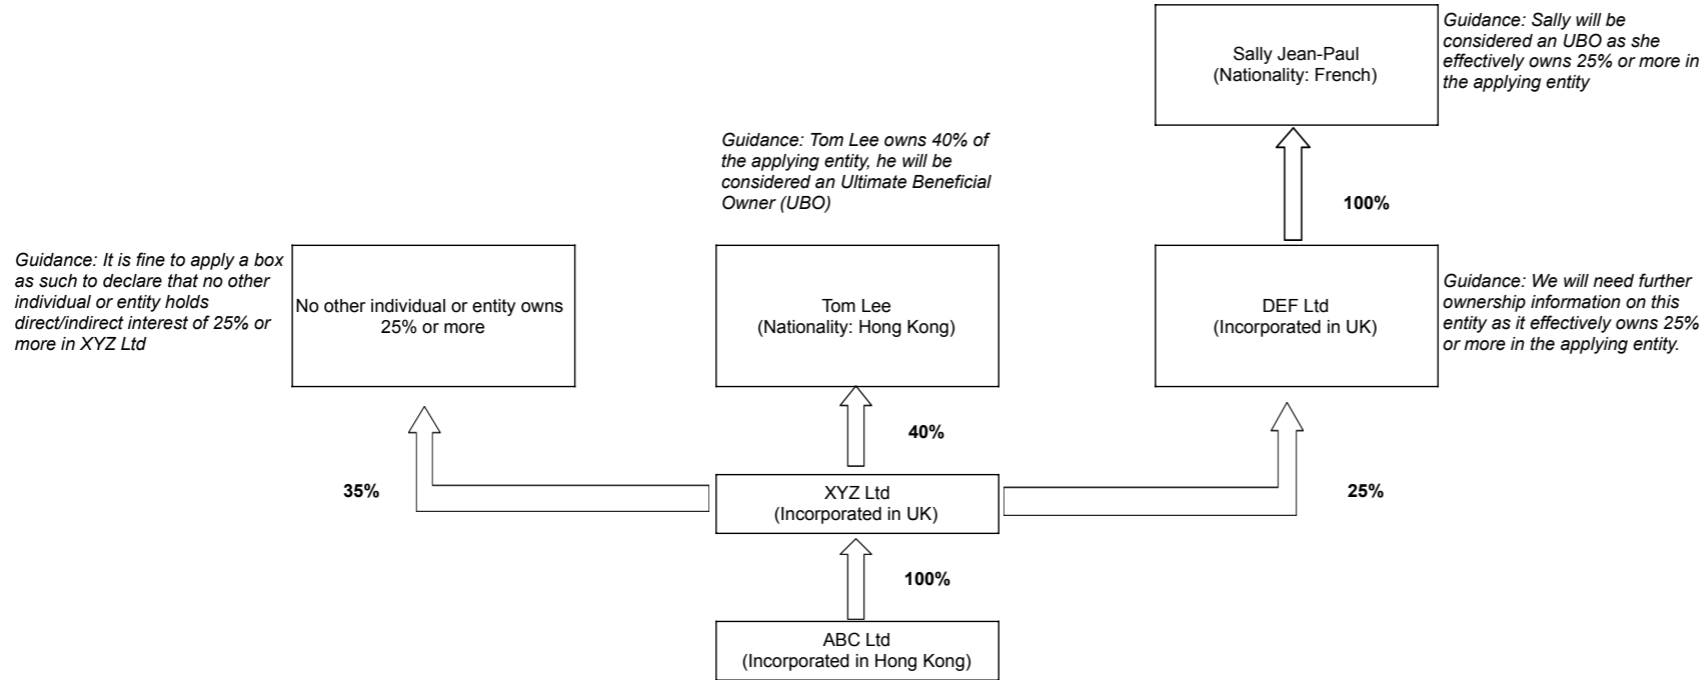 Sally Jean-Paul
(Nationality: French)
Guidance: Sally will be
considered an UBO as she
effectively owns 25% or more in
the applying entity
Guidance: Tom Lee owns 40% of
the applying entity, he will be
considered an Ultimate Beneficial
Owner (UBO)
100%
Guidance: It is fine to apply a box
as such to declare that no other
individual or entity holds
direct/indirect interest of 25% or
more in XYZ Ltd
No other individual or entity owns
25% or more
Tom Lee
(Nationality: Hong Kong)
DEF Ltd
(Incorporated in UK)
Guidance: We will need further
ownership information on this
entity as it effectively owns 25%
or more in the applying entity.
40%
35%
XYZ Ltd
(Incorporated in UK)
25%
100%
ABC Ltd
(Incorporated in Hong Kong)